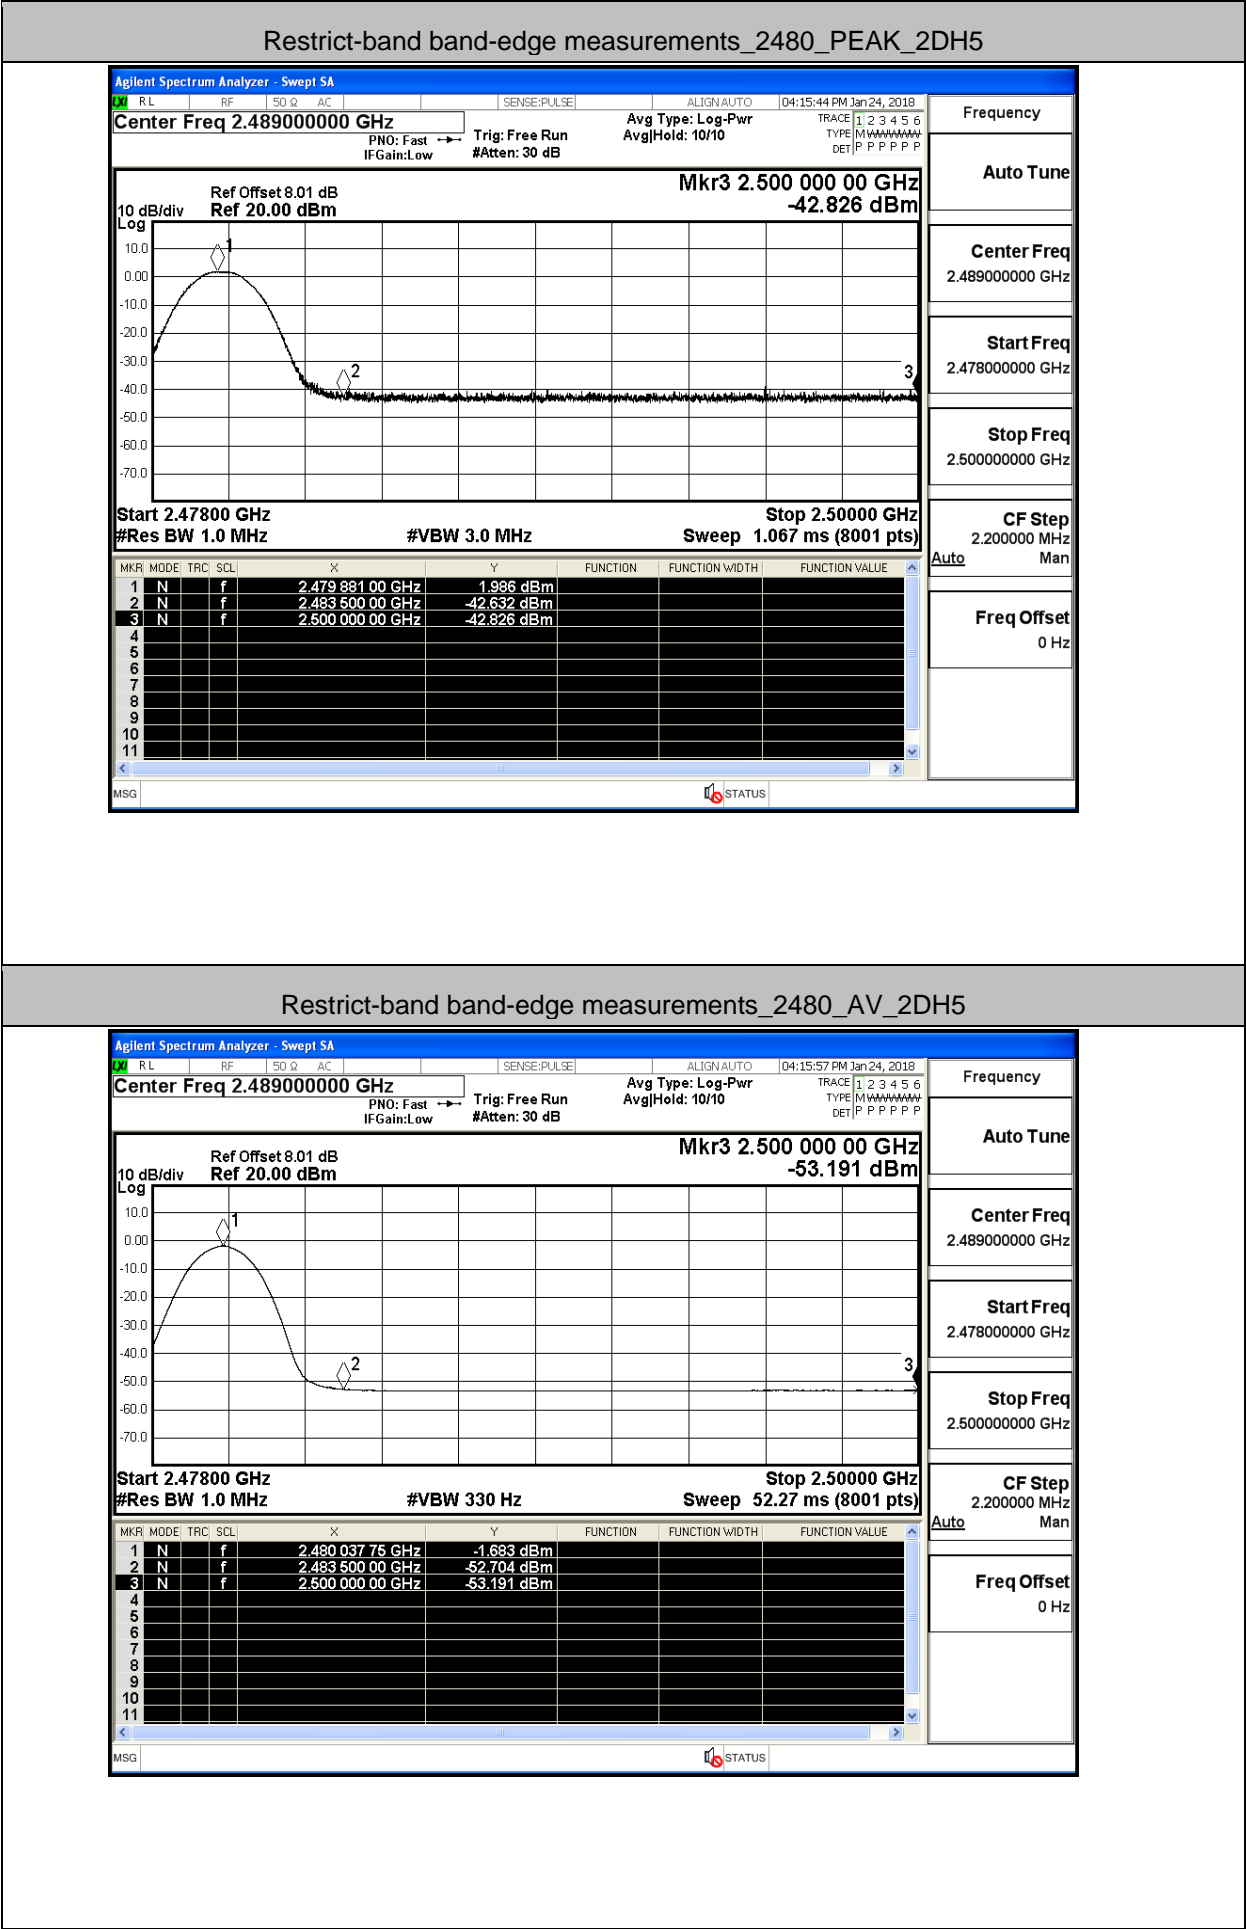 Restrict-band band-edge measurements_2480_PEAK_2DH5
Agilent Spectrum Analyzer - Swept SA
LXI RL RF 50 Ω AC SENSE:PULSE ALIGN AUTO 04:15:44 PM Jan 24, 2018
Center Freq 2.489000000 GHz
PNO: Fast
IFGain:Low
Trig: Free Run
#Atten: 30 dB
Avg Type: Log-Pwr
Avg|Hold: 10/10
TRACE 1 2 3 4 5 6
TYPE M W W W W W
DET P P P P P P
Frequency
Auto Tune
Center Freq
2.489000000 GHz
Start Freq
2.478000000 GHz
Stop Freq
2.500000000 GHz
CF Step
2.200000 MHz
Auto Man
Freq Offset
0 Hz
Mkr3 2.500 000 00 GHz
-42.826 dBm
Ref Offset 8.01 dB
10 dB/div Ref 20.00 dBm
Log
10.0
0.00
-10.0
-20.0
-30.0
-40.0
-50.0
-60.0
-70.0
1
2
3
Start 2.47800 GHz Stop 2.50000 GHz
#Res BW 1.0 MHz #VBW 3.0 MHz Sweep 1.067 ms (8001 pts)
MKR MODE TRC SCL X Y FUNCTION FUNCTION WIDTH FUNCTION VALUE
1 N f 2.479 881 00 GHz 1.986 dBm
2 N f 2.483 500 00 GHz -42.632 dBm
3 N f 2.500 000 00 GHz -42.826 dBm
4
5
6
7
8
9
10
11
MSG STATUS
Restrict-band band-edge measurements_2480_AV_2DH5
Agilent Spectrum Analyzer - Swept SA
LXI RL RF 50 Ω AC SENSE:PULSE ALIGN AUTO 04:15:57 PM Jan 24, 2018
Center Freq 2.489000000 GHz
PNO: Fast
IFGain:Low
Trig: Free Run
#Atten: 30 dB
Avg Type: Log-Pwr
Avg|Hold: 10/10
TRACE 1 2 3 4 5 6
TYPE M W W W W W
DET P P P P P P
Frequency
Auto Tune
Center Freq
2.489000000 GHz
Start Freq
2.478000000 GHz
Stop Freq
2.500000000 GHz
CF Step
2.200000 MHz
Auto Man
Freq Offset
0 Hz
Mkr3 2.500 000 00 GHz
-53.191 dBm
Ref Offset 8.01 dB
10 dB/div Ref 20.00 dBm
Log
10.0
0.00
-10.0
-20.0
-30.0
-40.0
-50.0
-60.0
-70.0
1
2
3
Start 2.47800 GHz Stop 2.50000 GHz
#Res BW 1.0 MHz #VBW 330 Hz Sweep 52.27 ms (8001 pts)
MKR MODE TRC SCL X Y FUNCTION FUNCTION WIDTH FUNCTION VALUE
1 N f 2.480 037 75 GHz -1.683 dBm
2 N f 2.483 500 00 GHz -52.704 dBm
3 N f 2.500 000 00 GHz -53.191 dBm
4
5
6
7
8
9
10
11
MSG STATUS